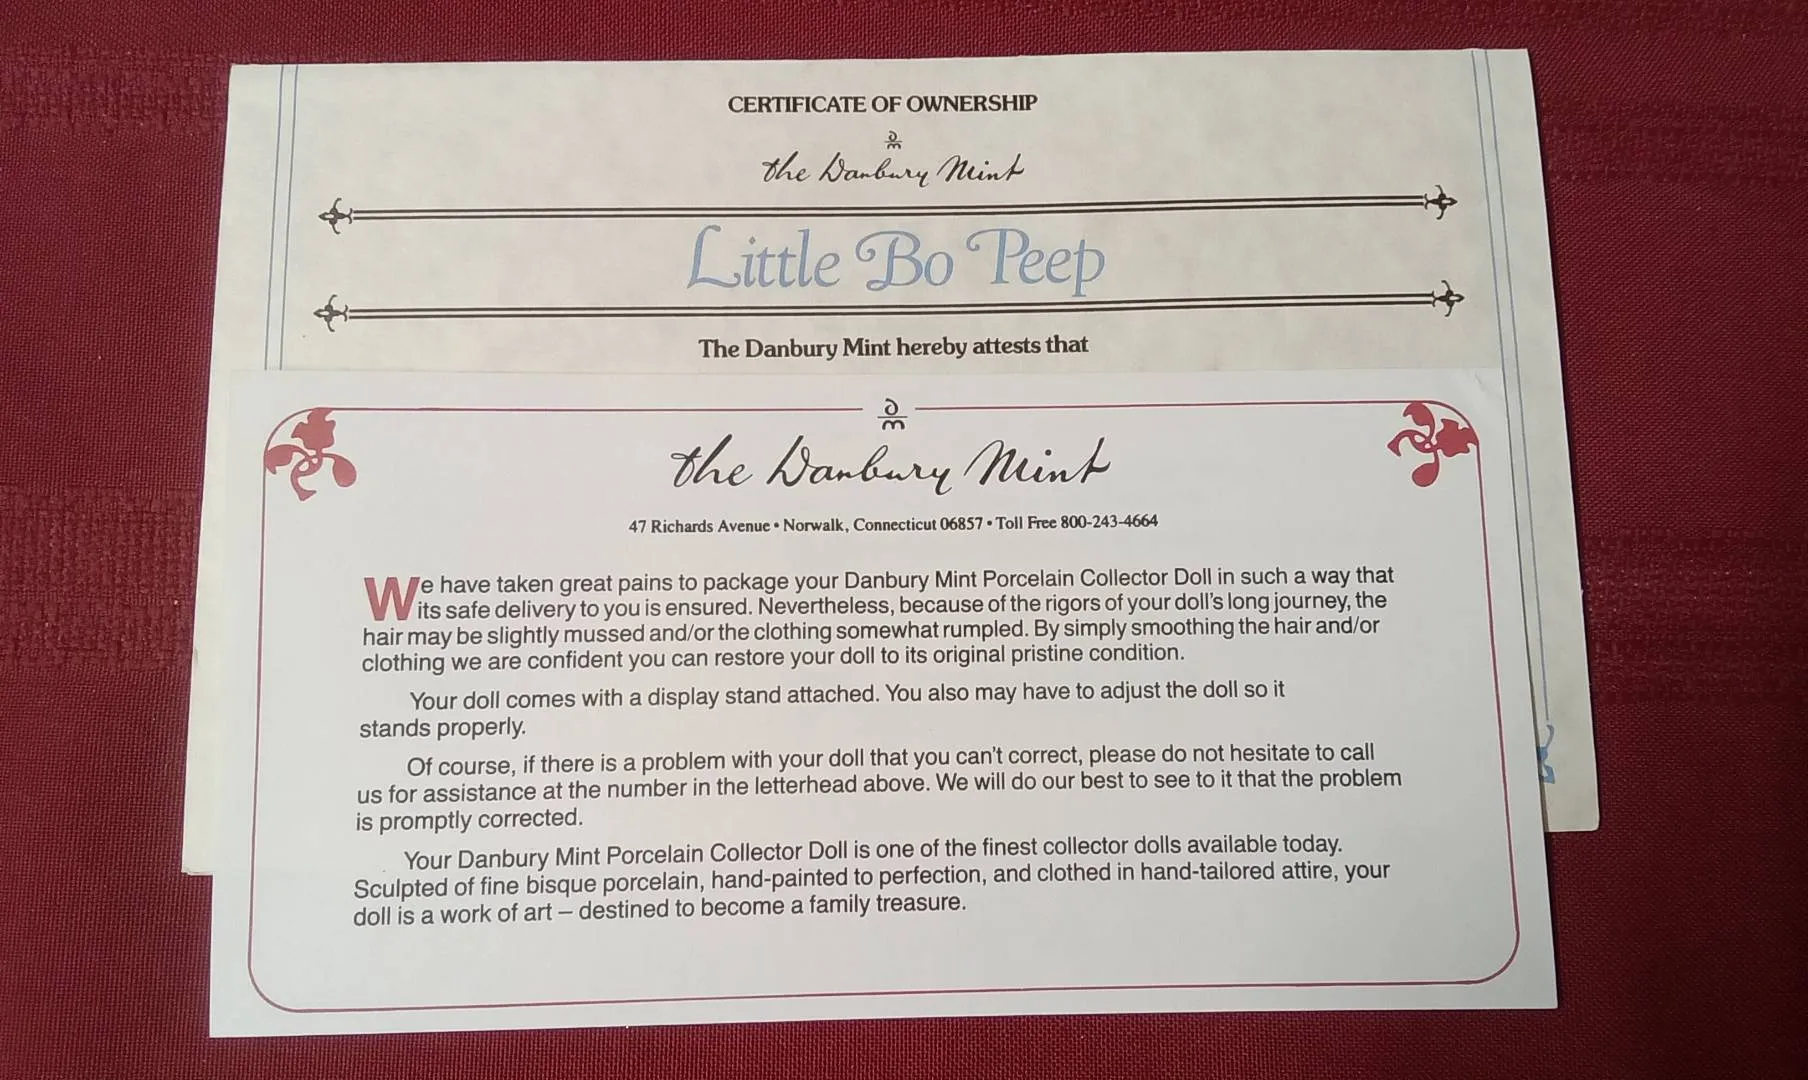 CERTIFICATE OF OWNERSHIP
the Danbury Mint
Little Bo Peep
The Danbury Mint hereby attests that
the Danbury Mint
47 Richards Avenue • Norwalk, Connecticut 06857 • Toll Free 800-243-4664
We have taken great pains to package your Danbury Mint Porcelain Collector Doll in such a way that
its safe delivery to you is ensured. Nevertheless, because of the rigors of your doll's long journey, the
hair may be slightly mussed and/or the clothing somewhat rumpled. By simply smoothing the hair and/or
clothing we are confident you can restore your doll to its original pristine condition.
Your doll comes with a display stand attached. You also may have to adjust the doll so it
stands properly.
Of course, if there is a problem with your doll that you can't correct, please do not hesitate to call
us for assistance at the number in the letterhead above. We will do our best to see to it that the problem
is promptly corrected.
Your Danbury Mint Porcelain Collector Doll is one of the finest collector dolls available today.
Sculpted of fine bisque porcelain, hand-painted to perfection, and clothed in hand-tailored attire, your
doll is a work of art – destined to become a family treasure.